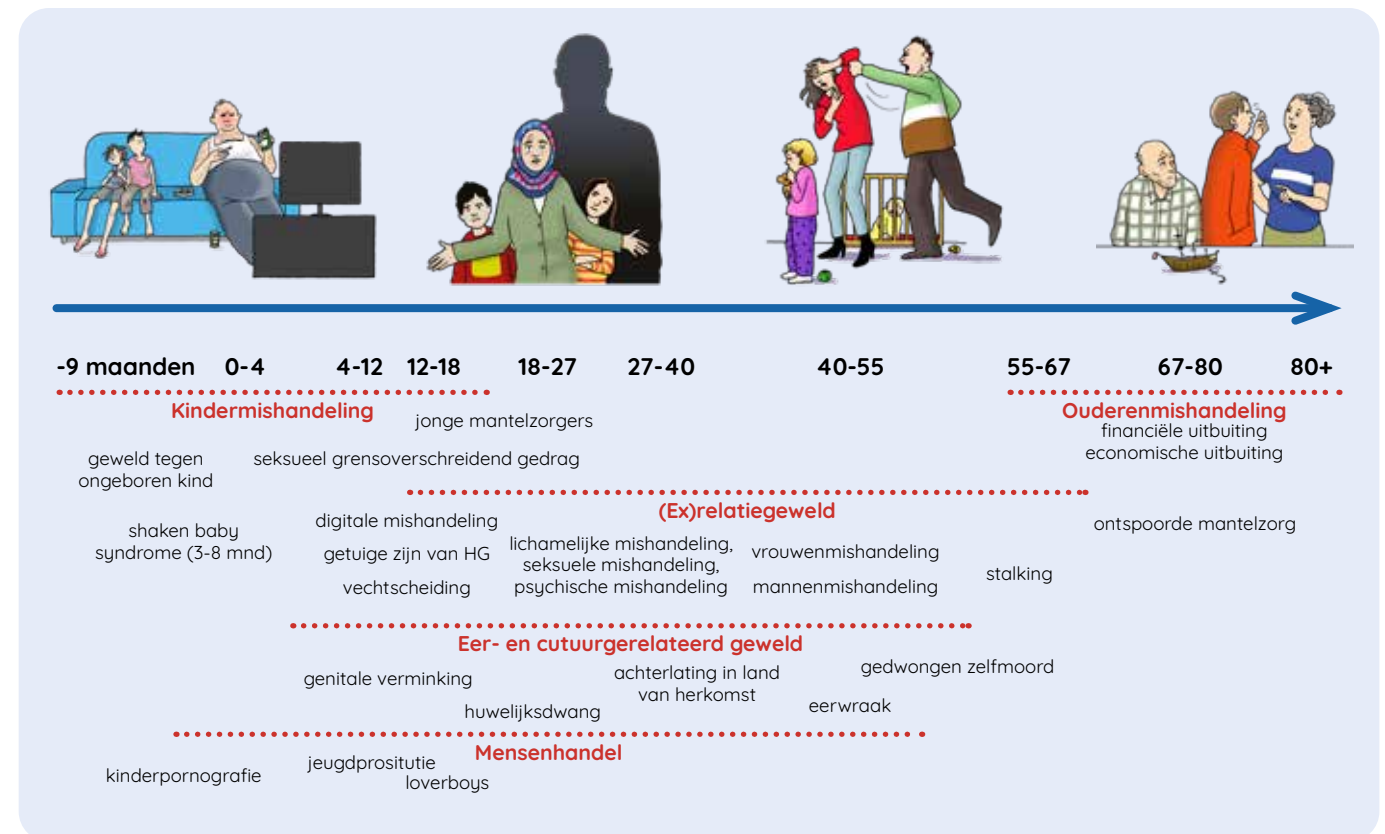 -9 maanden 0-4 4-12 12-18 18-27 27-40 40-55 55-67 67-80 80+
Kindermishandeling
jonge mantelzorgers
Ouderenmishandeling
financiële uitbuiting
economische uitbuiting
geweld tegen
ongeboren kind
seksueel grensoverschreidend gedrag
(Ex)relatiegeweld
shaken baby
syndrome (3-8 mnd)
digitale mishandeling
getuige zijn van HG
vechtscheiding
lichamelijke mishandeling,
seksuele mishandeling,
psychische mishandeling
vrouwenmishandeling
mannenmishandeling
stalking
ontspoorde mantelzorg
Eer- en cutuurgerelateerd geweld
genitale verminking
huwelijksdwang
achterlating in land
van herkomst
eerwraak
gedwongen zelfmoord
Mensenhandel
kinderpornografie
jeugdprositutie
loverboys